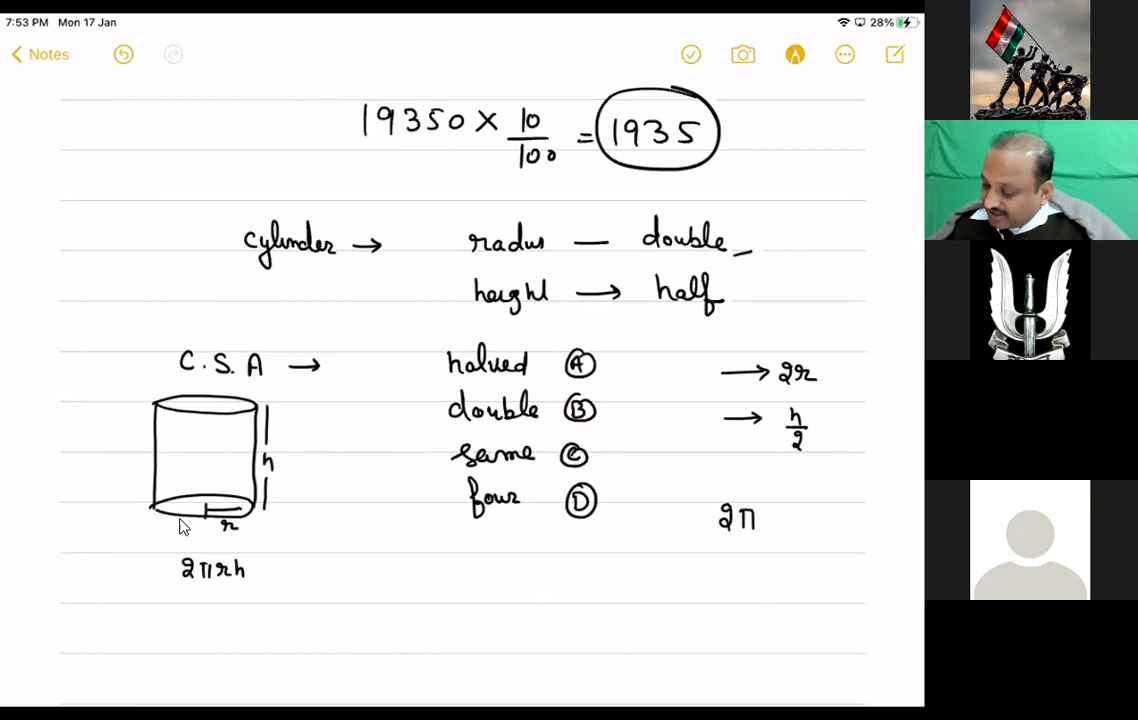 7:53 PM Mon 17 Jan
28%
Notes
19350 × 10/100 = 1935
cylinder → radus — double
height → half
C.S.A → halved (A) → 2r
double (B) → h/2
same (C)
h
four (D)
r
2π
2πrh